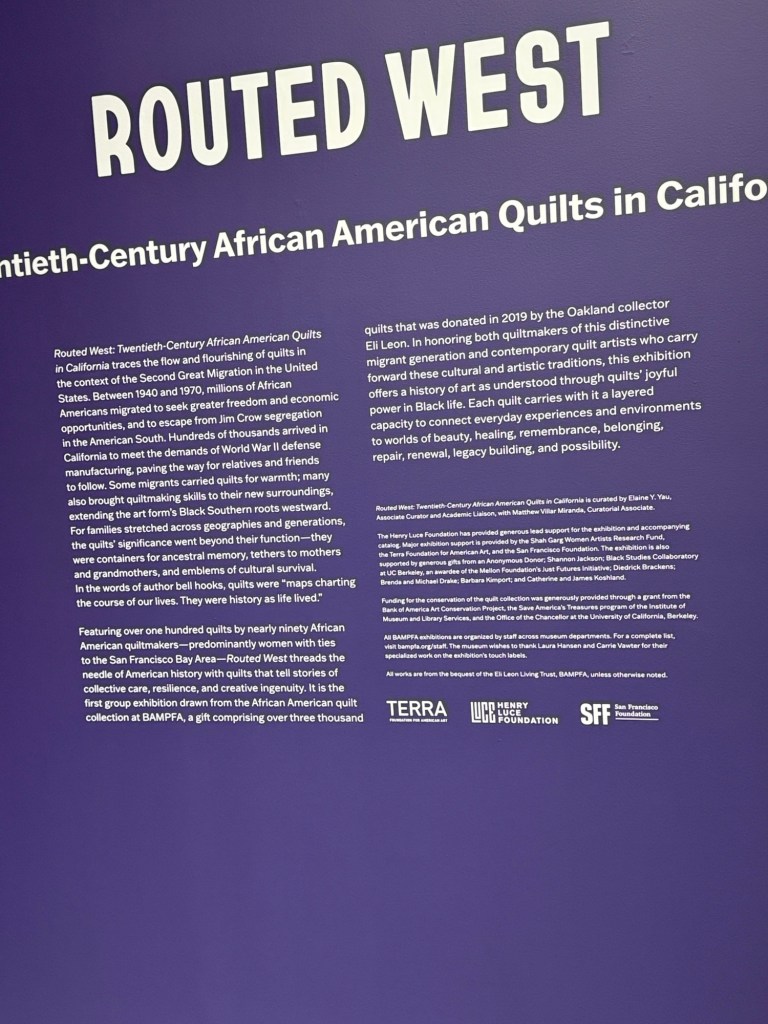 ROUTED WEST
ntieth-Century African American Quilts in Califo
Routed West: Twentieth-Century African American Quilts
in California traces the flow and flourishing of quilts in
the context of the Second Great Migration in the United
States. Between 1940 and 1970, millions of African
Americans migrated to seek greater freedom and economic
opportunities, and to escape from Jim Crow segregation
in the American South. Hundreds of thousands arrived in
California to meet the demands of World War II defense
manufacturing, paving the way for relatives and friends
to follow. Some migrants carried quilts for warmth; many
also brought quiltmaking skills to their new surroundings,
extending the art form's Black Southern roots westward.
For families stretched across geographies and generations,
the quilts' significance went beyond their function—they
were containers for ancestral memory, tethers to mothers
and grandmothers, and emblems of cultural survival.
In the words of author bell hooks, quilts were “maps charting
the course of our lives. They were history as life lived.”
Featuring over one hundred quilts by nearly ninety African
American quiltmakers—predominantly women with ties
to the San Francisco Bay Area—Routed West threads the
needle of American history with quilts that tell stories of
collective care, resilience, and creative ingenuity. It is the
first group exhibition drawn from the African American quilt
collection at BAMPFA, a gift comprising over three thousand
quilts that was donated in 2019 by the Oakland collector
Eli Leon. In honoring both quiltmakers of this distinctive
migrant generation and contemporary quilt artists who carry
forward these cultural and artistic traditions, this exhibition
offers a history of art as understood through quilts' joyful
power in Black life. Each quilt carries with it a layered
capacity to connect everyday experiences and environments
to worlds of beauty, healing, remembrance, belonging,
repair, renewal, legacy building, and possibility.
Routed West: Twentieth-Century African American Quilts in California is curated by Elaine Y. Yau,
Associate Curator and Academic Liaison, with Matthew Villar Miranda, Curatorial Associate.
The Henry Luce Foundation has provided generous lead support for the exhibition and accompanying
catalog. Major exhibition support is provided by the Shah Garg Women Artists Research Fund,
the Terra Foundation for American Art, and the San Francisco Foundation. The exhibition is also
supported by generous gifts from an Anonymous Donor; Shannon Jackson; Black Studies Collaboratory
at UC Berkeley, an awardee of the Mellon Foundation's Just Futures Initiative; Diedrick Brackens;
Brenda and Michael Drake; Barbara Kimport; and Catherine and James Koshland.
Funding for the conservation of the quilt collection was generously provided through a grant from the
Bank of America Art Conservation Project, the Save America's Treasures program of the Institute of
Museum and Library Services, and the Office of the Chancellor at the University of California, Berkeley.
All BAMPFA exhibitions are organized by staff across museum departments. For a complete list,
visit bampfa.org/staff. The museum wishes to thank Laura Hansen and Carrie Vawter for their
specialized work on the exhibition's touch labels.
All works are from the bequest of the Eli Leon Living Trust, BAMPFA, unless otherwise noted.
TERRA
FOUNDATION FOR AMERICAN ART
LUCE HENRY
LUCE
FOUNDATION
SFF San Francisco
Foundation